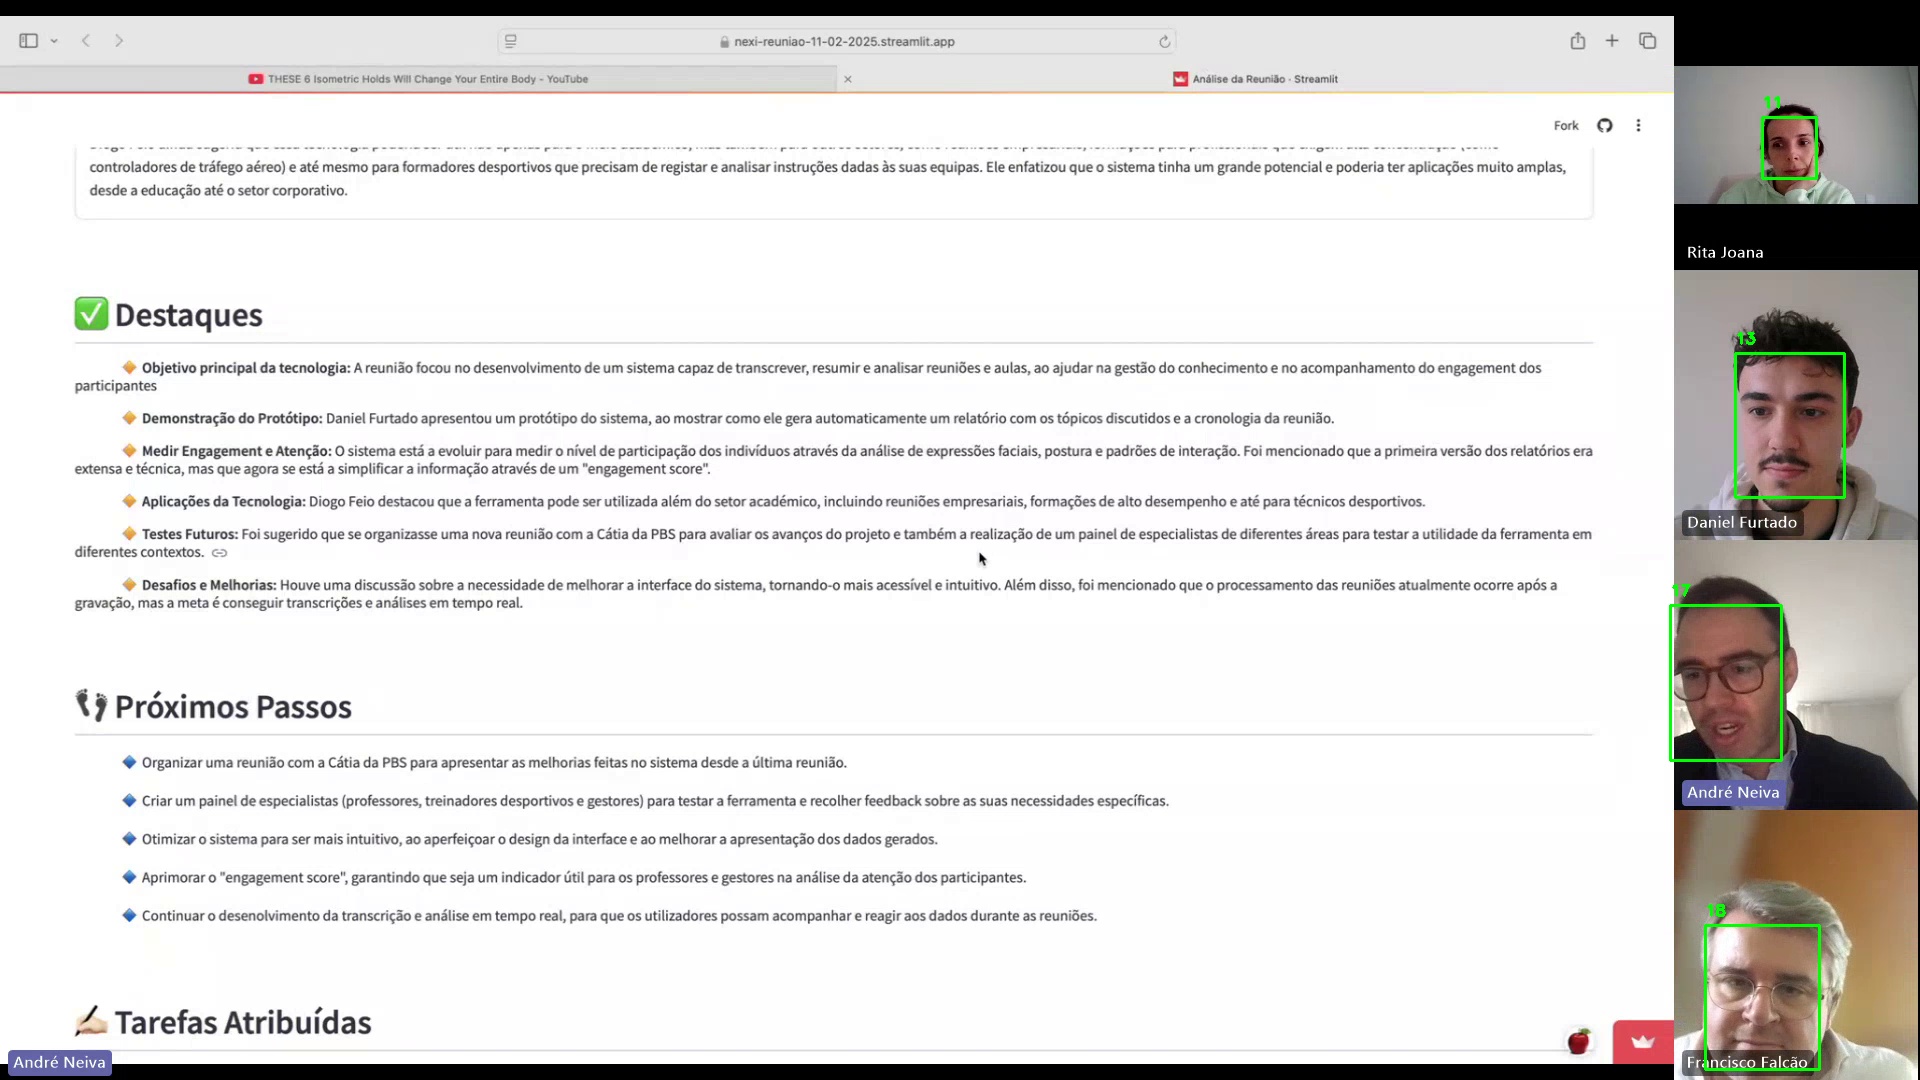 nexi-reuniao-11-02-2025.streamlit.app
THESE 6 Isometric Holds Will Change Your Entire Body - YouTube
Análise da Reunião · Streamlit
Fork
controladores de tráfego aéreo) e até mesmo para formadores desportivos que precisam de registar e analisar instruções dadas às suas equipas. Ele enfatizou que o sistema tinha um grande potencial e poderia ter aplicações muito amplas,
desde a educação até o setor corporativo.
✅ Destaques
🔸 Objetivo principal da tecnologia: A reunião focou no desenvolvimento de um sistema capaz de transcrever, resumir e analisar reuniões e aulas, ao ajudar na gestão do conhecimento e no acompanhamento do engagement dos
participantes
🔸 Demonstração do Protótipo: Daniel Furtado apresentou um protótipo do sistema, ao mostrar como ele gera automaticamente um relatório com os tópicos discutidos e a cronologia da reunião.
🔸 Medir Engagement e Atenção: O sistema está a evoluir para medir o nível de participação dos indivíduos através da análise de expressões faciais, postura e padrões de interação. Foi mencionado que a primeira versão dos relatórios era
extensa e técnica, mas que agora se está a simplificar a informação através de um "engagement score".
🔸 Aplicações da Tecnologia: Diogo Feio destacou que a ferramenta pode ser utilizada além do setor académico, incluindo reuniões empresariais, formações de alto desempenho e até para técnicos desportivos.
🔸 Testes Futuros: Foi sugerido que se organizasse uma nova reunião com a Cátia da PBS para avaliar os avanços do projeto e também a realização de um painel de especialistas de diferentes áreas para testar a utilidade da ferramenta em
diferentes contextos.
🔸 Desafios e Melhorias: Houve uma discussão sobre a necessidade de melhorar a interface do sistema, tornando-o mais acessível e intuitivo. Além disso, foi mencionado que o processamento das reuniões atualmente ocorre após a
gravação, mas a meta é conseguir transcrições e análises em tempo real.
👣 Próximos Passos
🔹 Organizar uma reunião com a Cátia da PBS para apresentar as melhorias feitas no sistema desde a última reunião.
🔹 Criar um painel de especialistas (professores, treinadores desportivos e gestores) para testar a ferramenta e recolher feedback sobre as suas necessidades específicas.
🔹 Otimizar o sistema para ser mais intuitivo, ao aperfeiçoar o design da interface e ao melhorar a apresentação dos dados gerados.
🔹 Aprimorar o "engagement score", garantindo que seja um indicador útil para os professores e gestores na análise da atenção dos participantes.
🔹 Continuar o desenolvimento da transcrição e análise em tempo real, para que os utilizadores possam acompanhar e reagir aos dados durante as reuniões.
✍🏻 Tarefas Atribuídas
André Neiva
11
Rita Joana
13
Daniel Furtado
17
André Neiva
18
Francisco Falcão